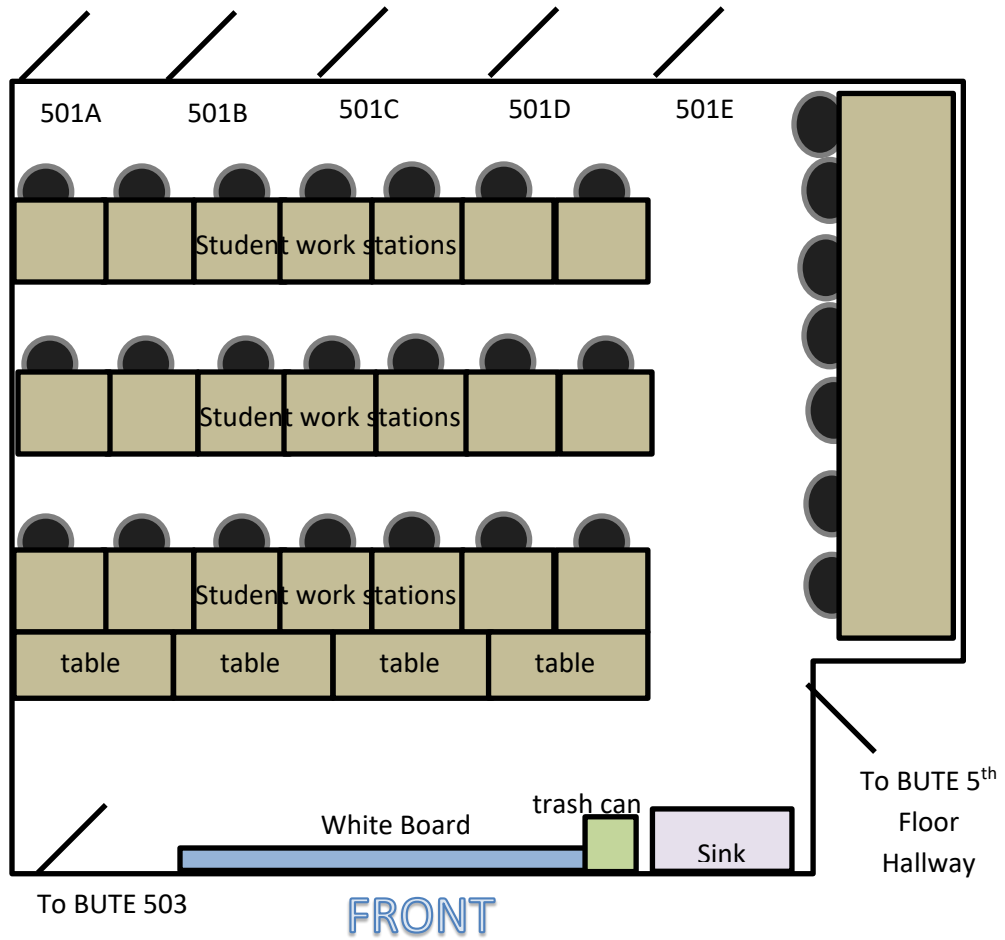 501A
501B
501C
501D
501E
Student work stations
Student work stations
Student work stations
table
table
table
table
To BUTE 5th
Floor
Hallway
trash can
White Board
Sink
To BUTE 503
FRONT